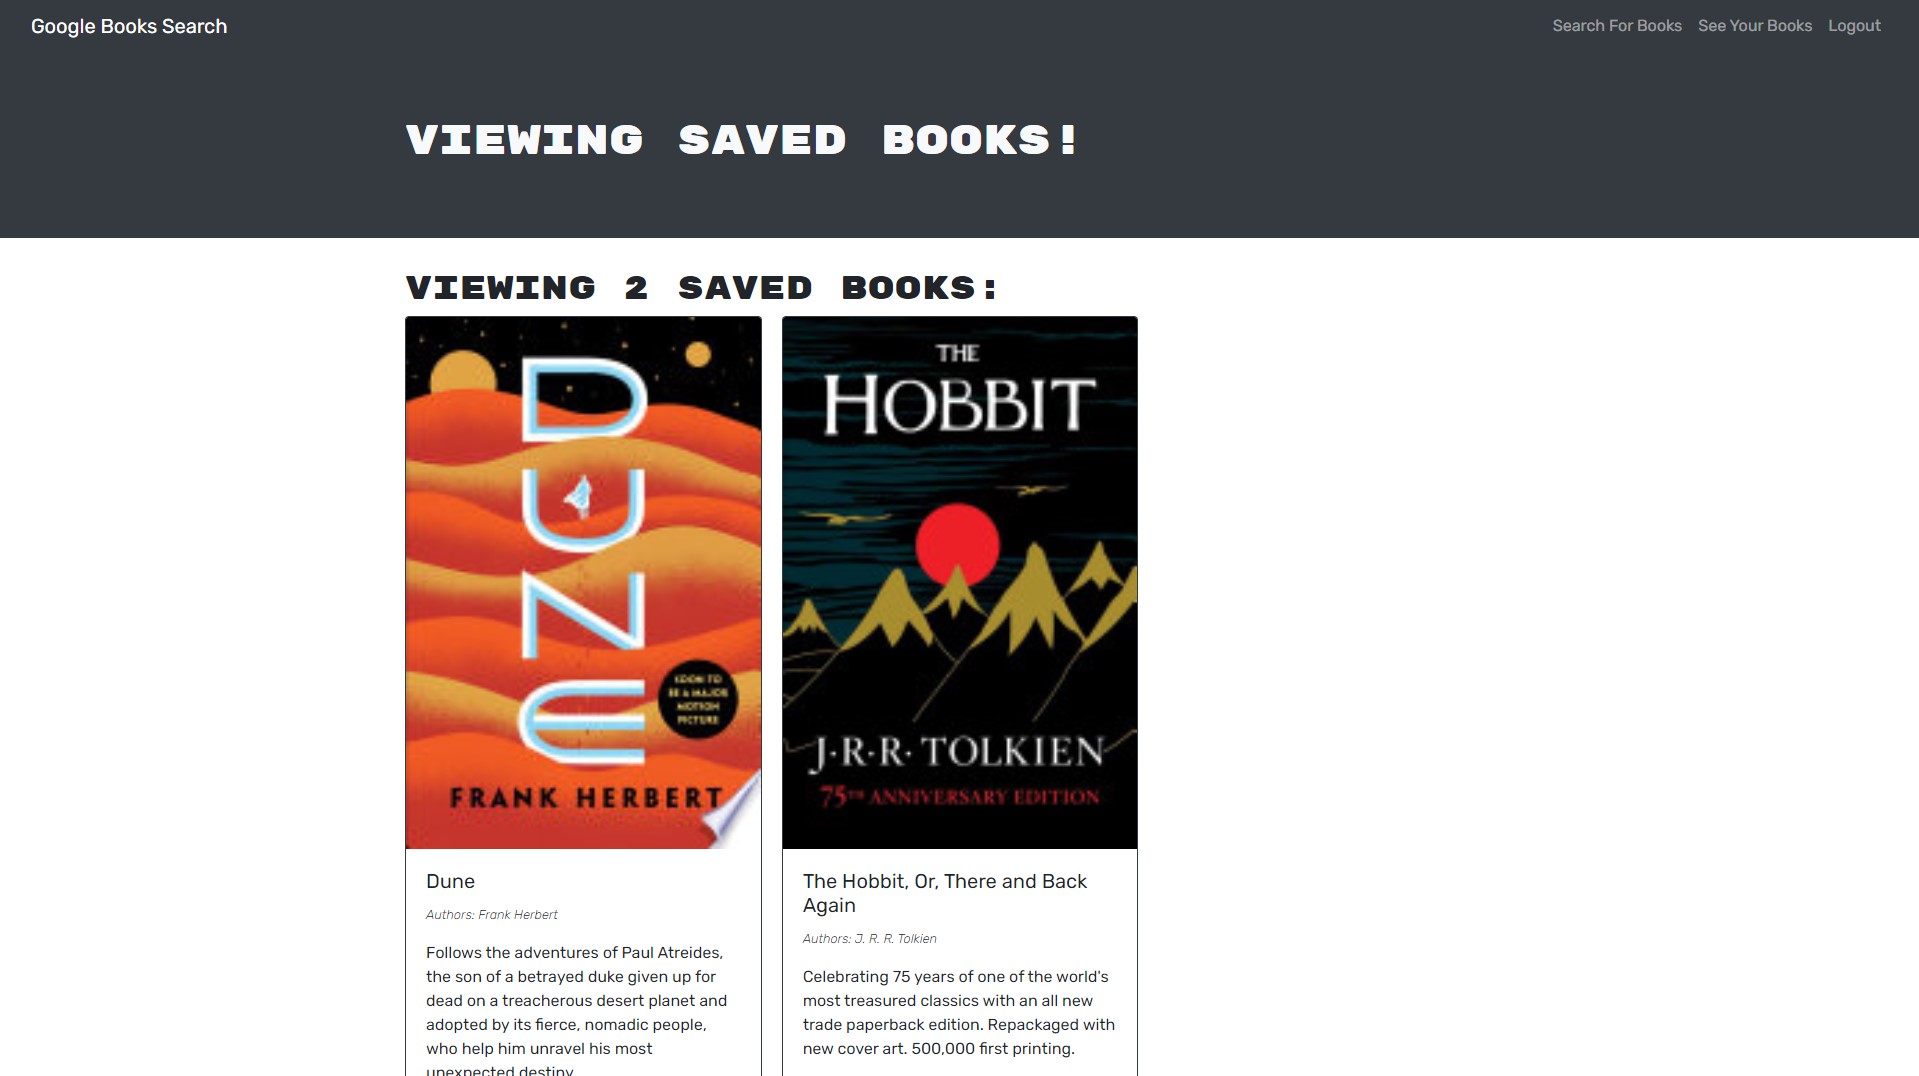 Google Books Search
Search For Books
See Your Books
Logout
VIEWING SAVED BOOKS!
VIEWING 2 SAVED BOOKS:
DUNE
SOON TO
BE A MAJOR
MOTION
PICTURE
FRANK HERBERT
Dune
Authors: Frank Herbert
Follows the adventures of Paul Atreides,
the son of a betrayed duke given up for
dead on a treacherous desert planet and
adopted by its fierce, nomadic people,
who help him unravel his most
unexpected destiny.
THE
HOBBIT
J·R·R· TOLKIEN
75TH ANNIVERSARY EDITION
The Hobbit, Or, There and Back
Again
Authors: J. R. R. Tolkien
Celebrating 75 years of one of the world's
most treasured classics with an all new
trade paperback edition. Repackaged with
new cover art. 500,000 first printing.